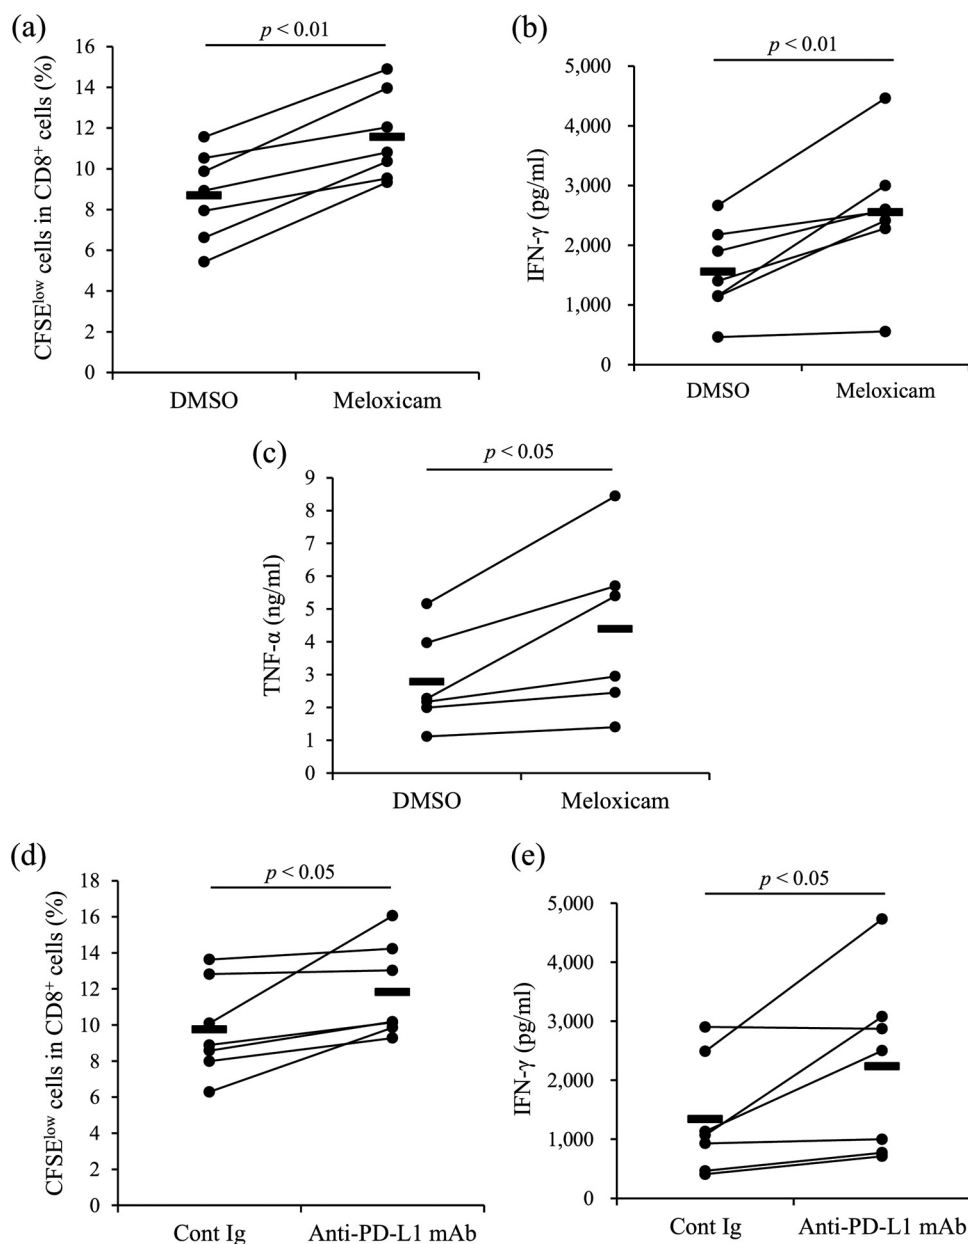 (a)
p < 0.01
CFSElow cells in CD8+ cells (%)
16
14
12
10
8
6
4
2
0
DMSO Meloxicam
(b)
p < 0.01
IFN-γ (pg/ml)
5,000
4,000
3,000
2,000
1,000
0
DMSO Meloxicam
(c)
p < 0.05
TNF-α (ng/ml)
9
8
7
6
5
4
3
2
1
0
DMSO Meloxicam
(d)
p < 0.05
CFSElow cells in CD8+ cells (%)
18
16
14
12
10
8
6
4
2
0
Cont Ig Anti-PD-L1 mAb
(e)
p < 0.05
IFN-γ (pg/ml)
5,000
4,000
3,000
2,000
1,000
0
Cont Ig Anti-PD-L1 mAb